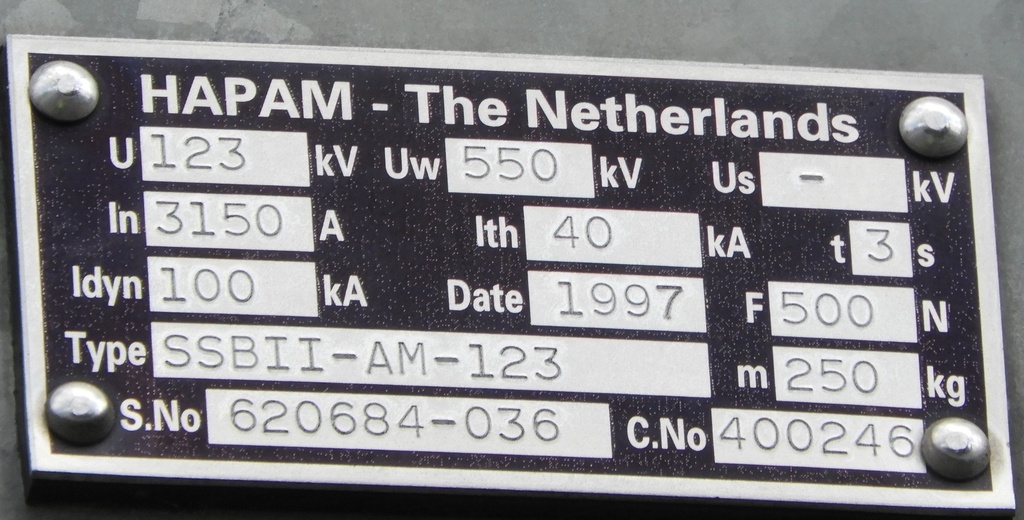 HAPAM - The Netherlands
U 123 kV Uw 550 kV Us - kV
In 3150 A Ith 40 kA t 3 s
Idyn 100 kA Date 1997 F 500 N
Type SSBII-AM-123 m 250 kg
S.No 620684-036 C.No 400246